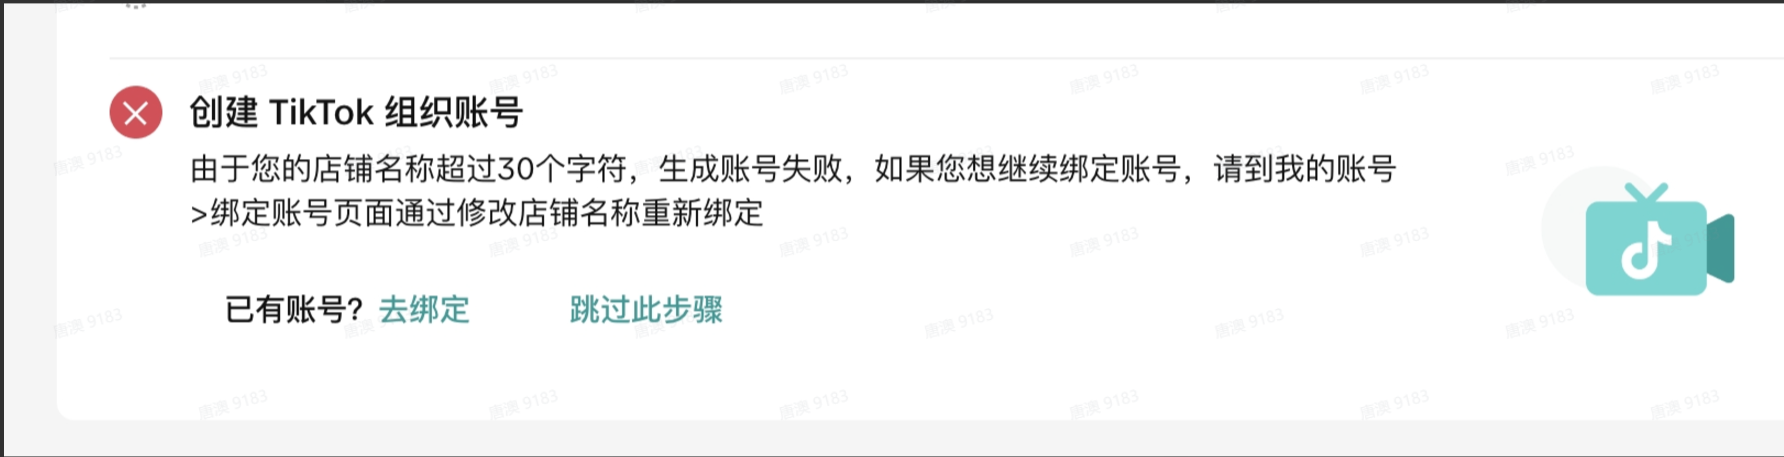 创建 TikTok 组织账号
由于您的店铺名称超过30个字符，生成账号失败，如果您想继续绑定账号，请到我的账号
>绑定账号页面通过修改店铺名称重新绑定
已有账号? 去绑定 跳过此步骤
唐澳 9183